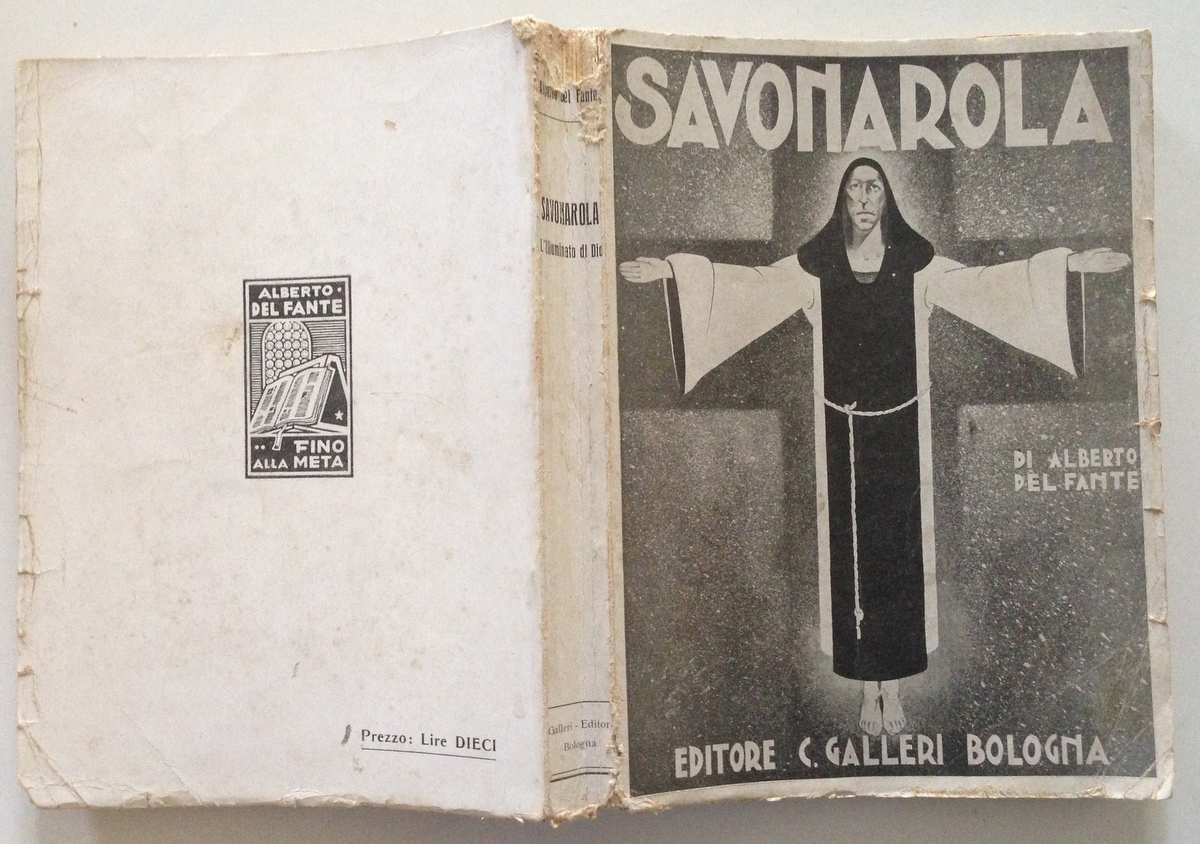 ALBERTO·
DEL FANTE
·· FINO
ALLA META
Prezzo: Lire DIECI
del Fante
SAVONAROLA
L'Illuminato di Dio
Galleri - Editor
Bologna
SAVONAROLA
DI ALBERTO
DEL FANTE
EDITORE C. GALLERI BOLOGNA